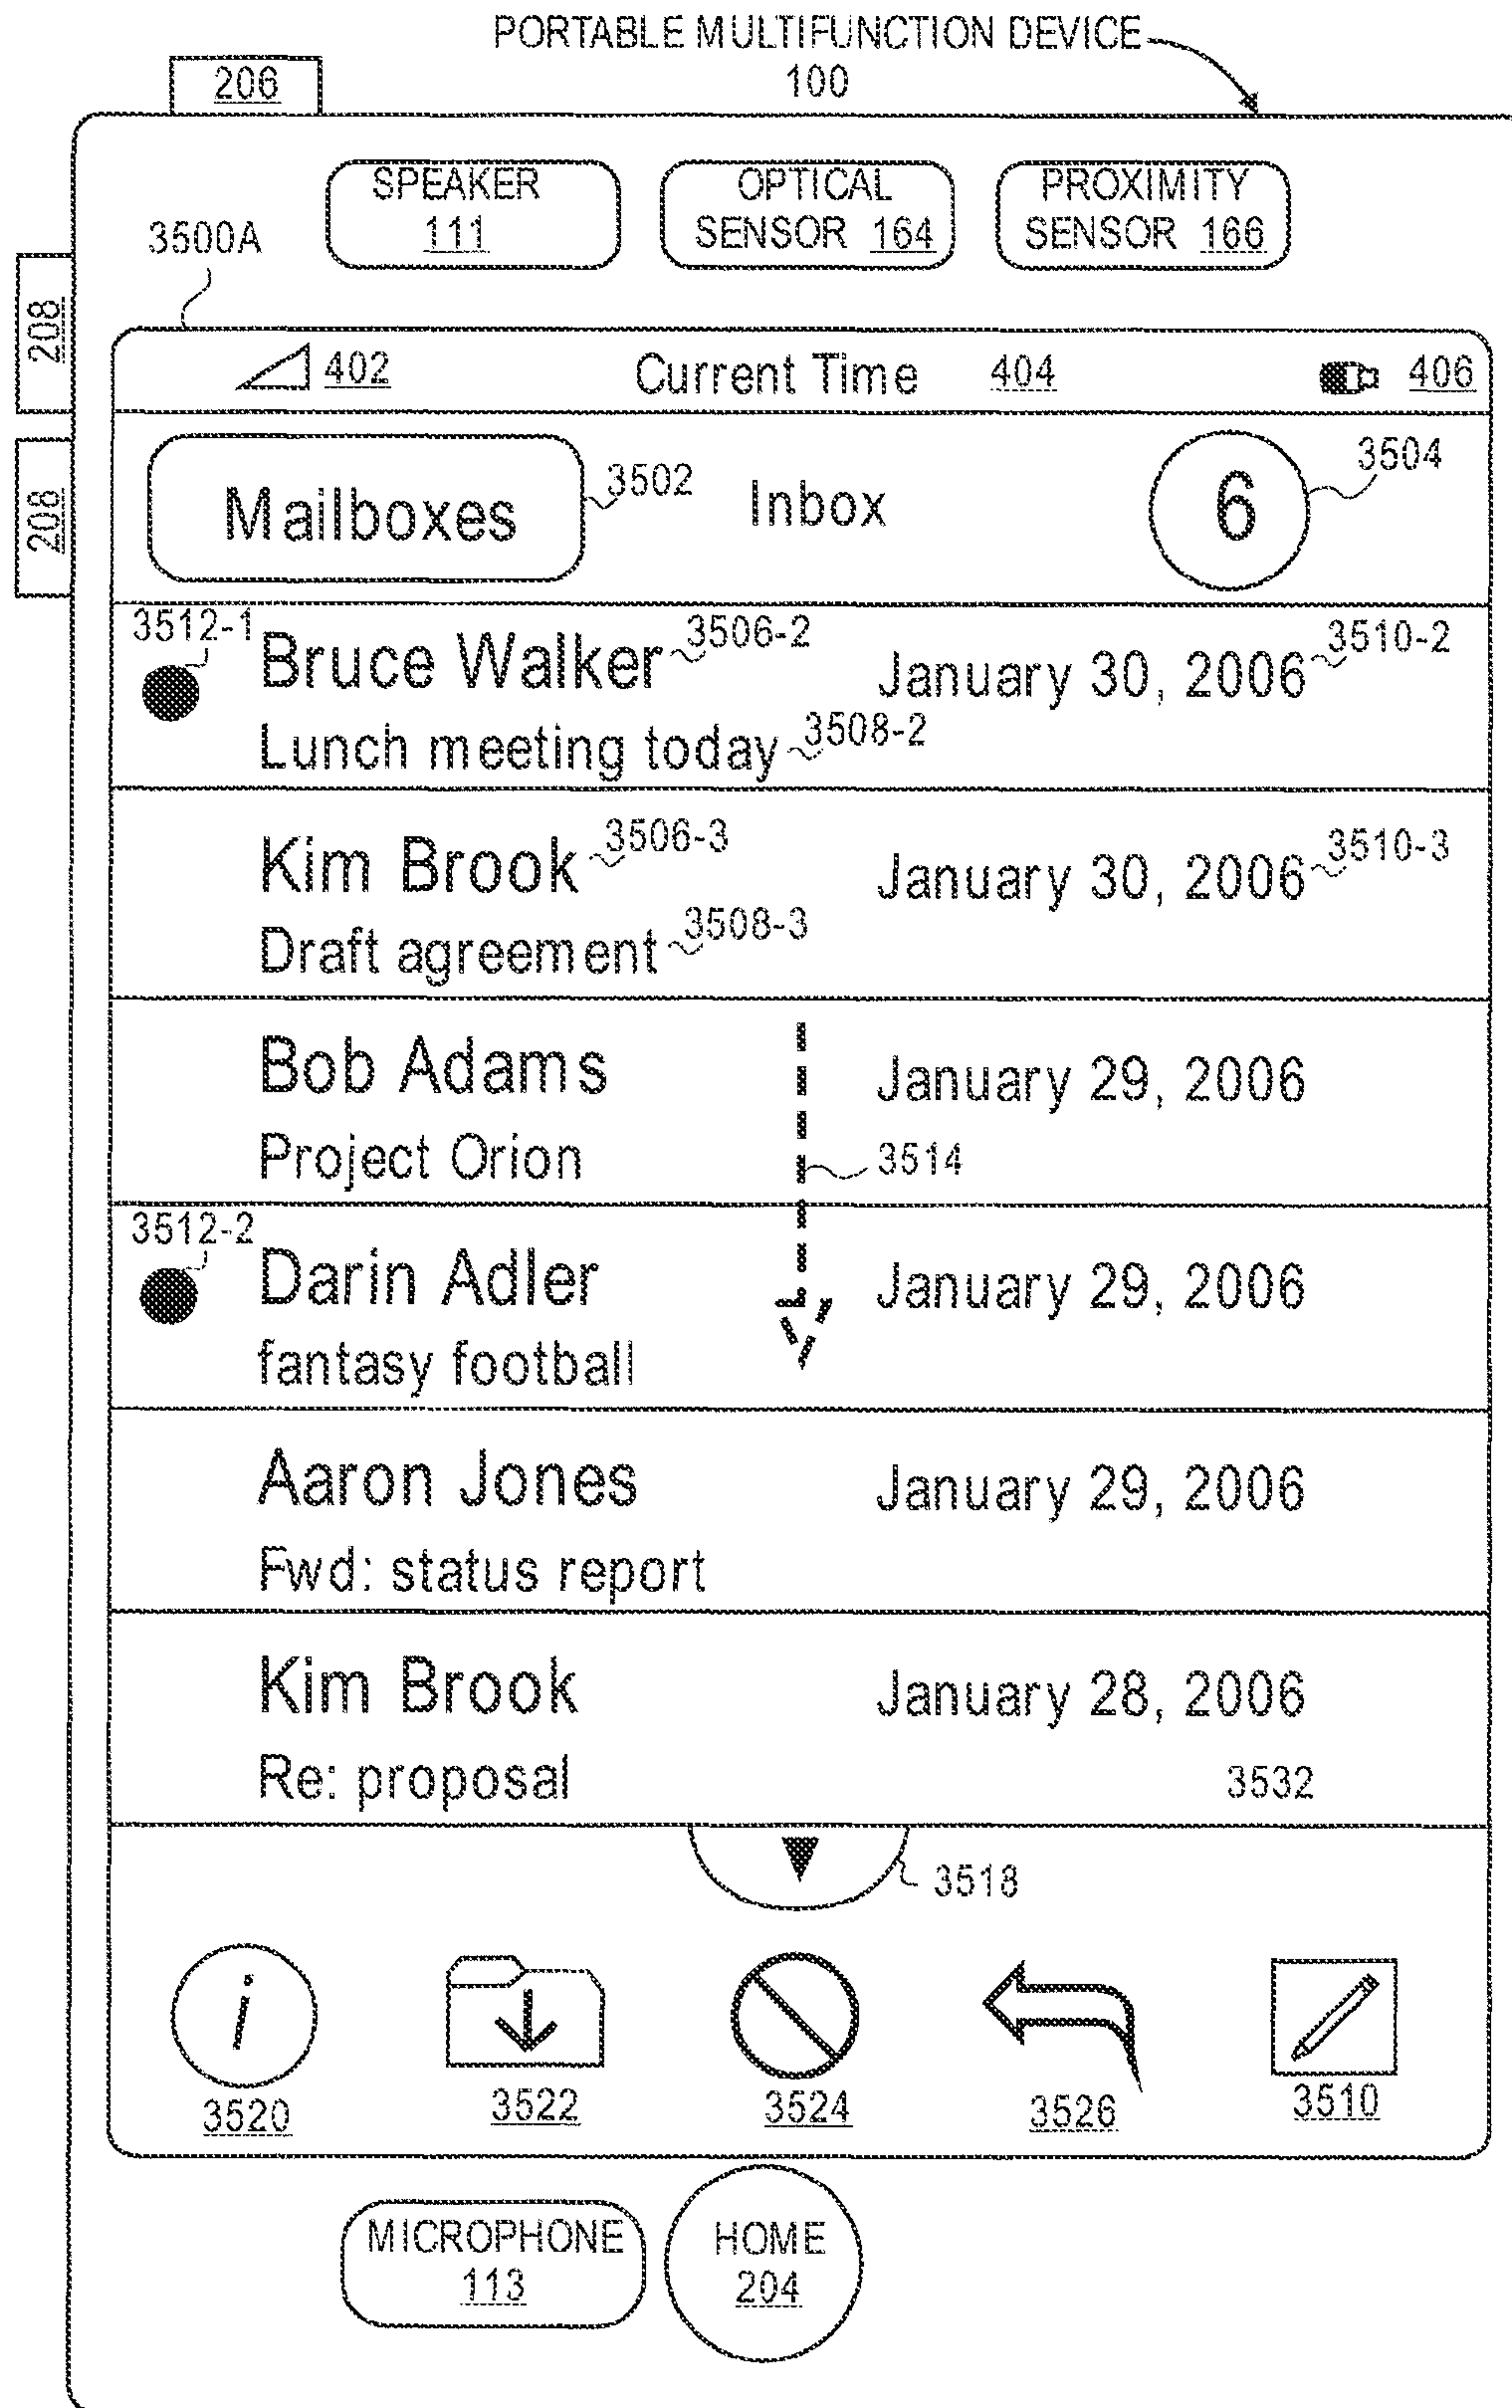 PORTABLE MULTIFUNCTION DEVICE
100
206
SPEAKER
111
OPTICAL
SENSOR 164
PROXIMITY
SENSOR 166
3500A
208
208
402 Current Time 404 406
Mailboxes 3502 Inbox 6 3504
3512-1 Bruce Walker 3506-2 January 30, 2006 3510-2
Lunch meeting today 3508-2
Kim Brook 3506-3 January 30, 2006 3510-3
Draft agreement 3508-3
Bob Adams January 29, 2006
Project Orion 3514
3512-2 Darin Adler January 29, 2006
fantasy football
Aaron Jones January 29, 2006
Fwd: status report
Kim Brook January 28, 2006
Re: proposal 3532
3518
i
3520 3522 3524 3526 3510
MICROPHONE
113
HOME
204